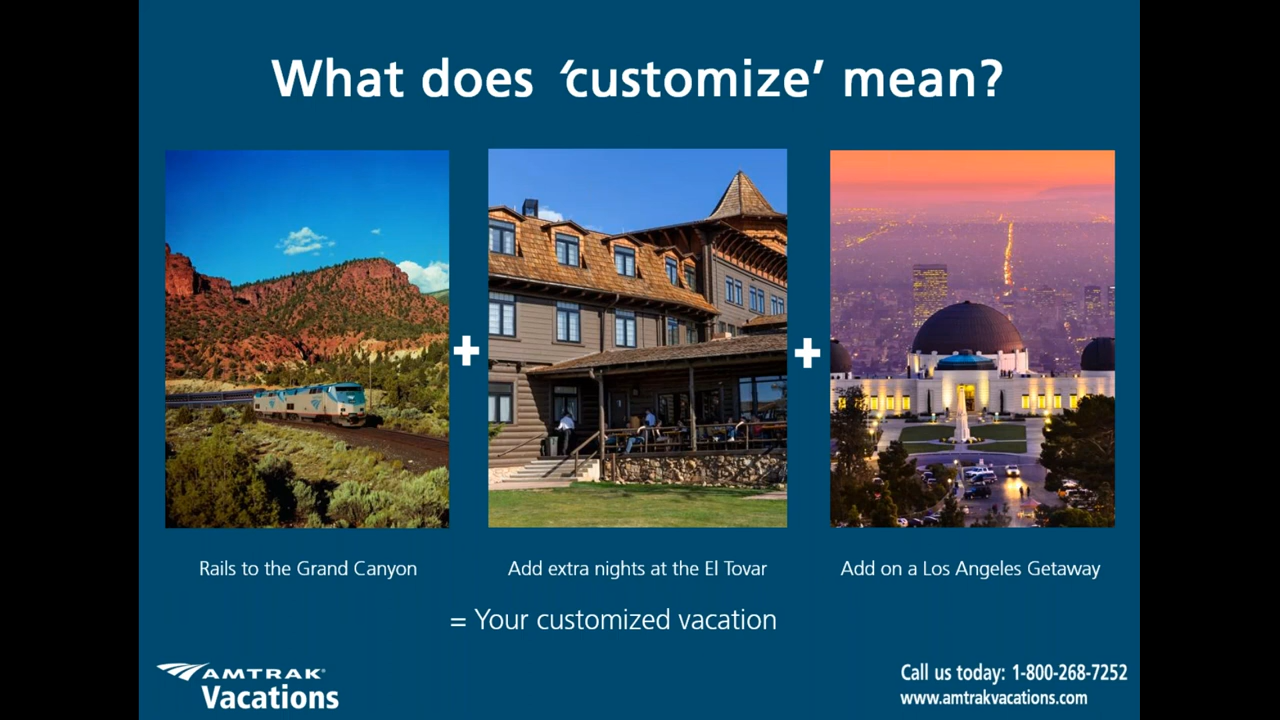 What does ‘customize’ mean?
Rails to the Grand Canyon
Add extra nights at the El Tovar
Add on a Los Angeles Getaway
= Your customized vacation
AMTRAK®
Vacations
Call us today: 1-800-268-7252
www.amtrakvacations.com